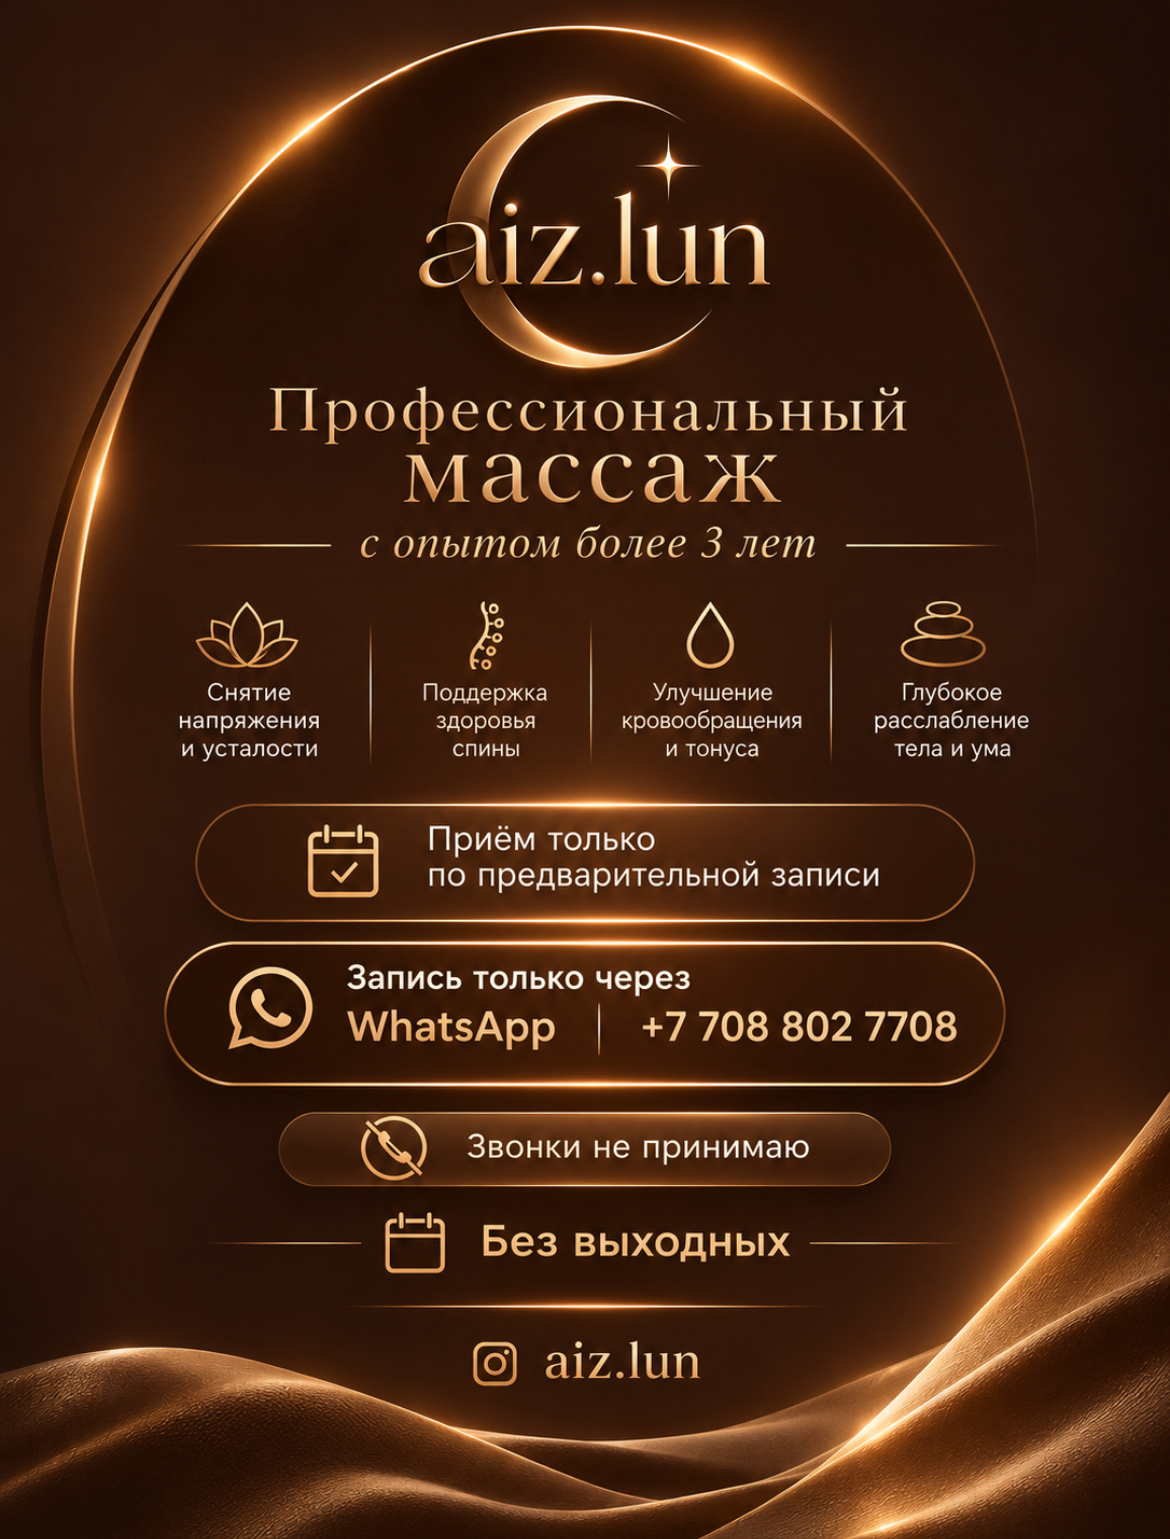 aiz.lun
Профессиональный
массаж
с опытом более 3 лет
Снятие
напряжения
и усталости
Поддержка
здоровья
спины
Улучшение
кровообращения
и тонуса
Глубокое
расслабление
тела и ума
Приём только
по предварительной записи
Запись только через
WhatsApp +7 708 802 7708
Звонки не принимаю
Без выходных
aiz.lun